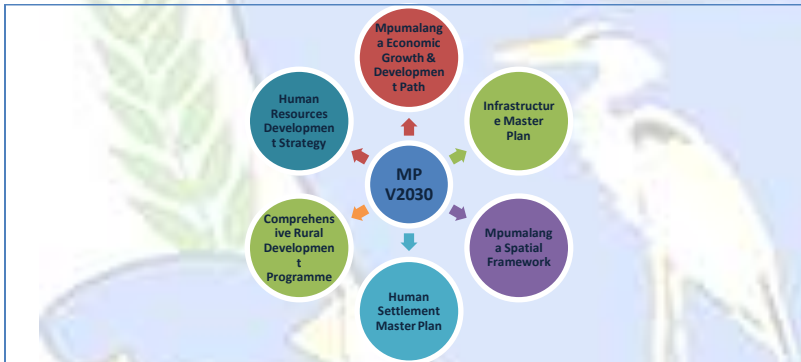 Mpumalang
a Economic
Growth &
Developmen
t Path
Infrastructur
e Master
Plan
Mpumalang
a Spatial
Framework
Human
Settlement
Master Plan
Comprehens
ive Rural
Developmen
t
Programme
Human
Resources
Developmen
t Strategy
MP
V2030